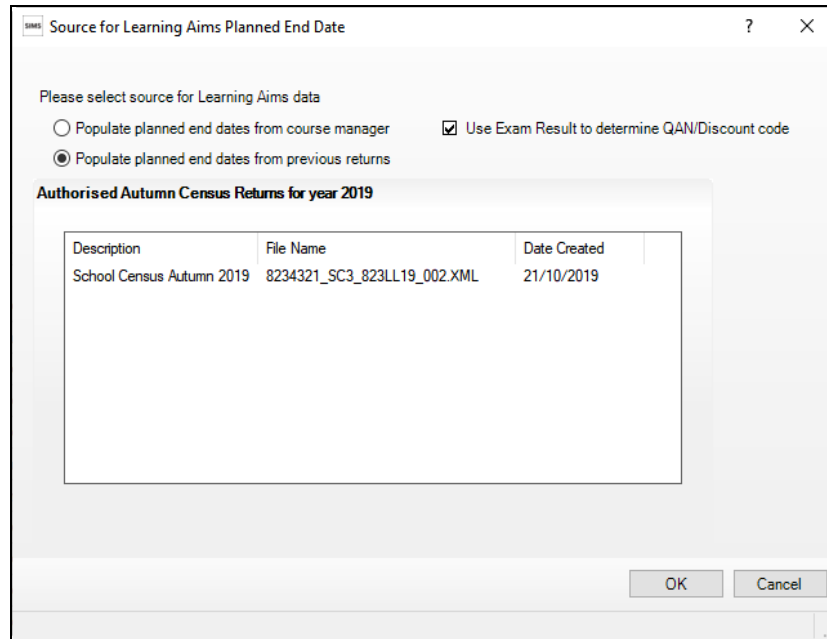 SIMS Source for Learning Aims Planned End Date ?
Please select source for Learning Aims data
Populate planned end dates from course manager Use Exam Result to determine QAN/Discount code
Populate planned end dates from previous returns
Authorised Autumn Census Returns for year 2019
Description File Name Date Created
School Census Autumn 2019 8234321_SC3_823LL19_002.XML 21/10/2019
OK Cancel